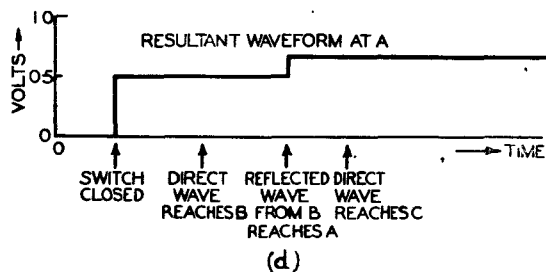 1.0
RESULTANT WAVEFORM AT A
VOLTS
0.5
0
0
TIME
SWITCH CLOSED
DIRECT WAVE REACHES B
REFLECTED WAVE FROM B REACHES A
DIRECT WAVE REACHES C
(d)